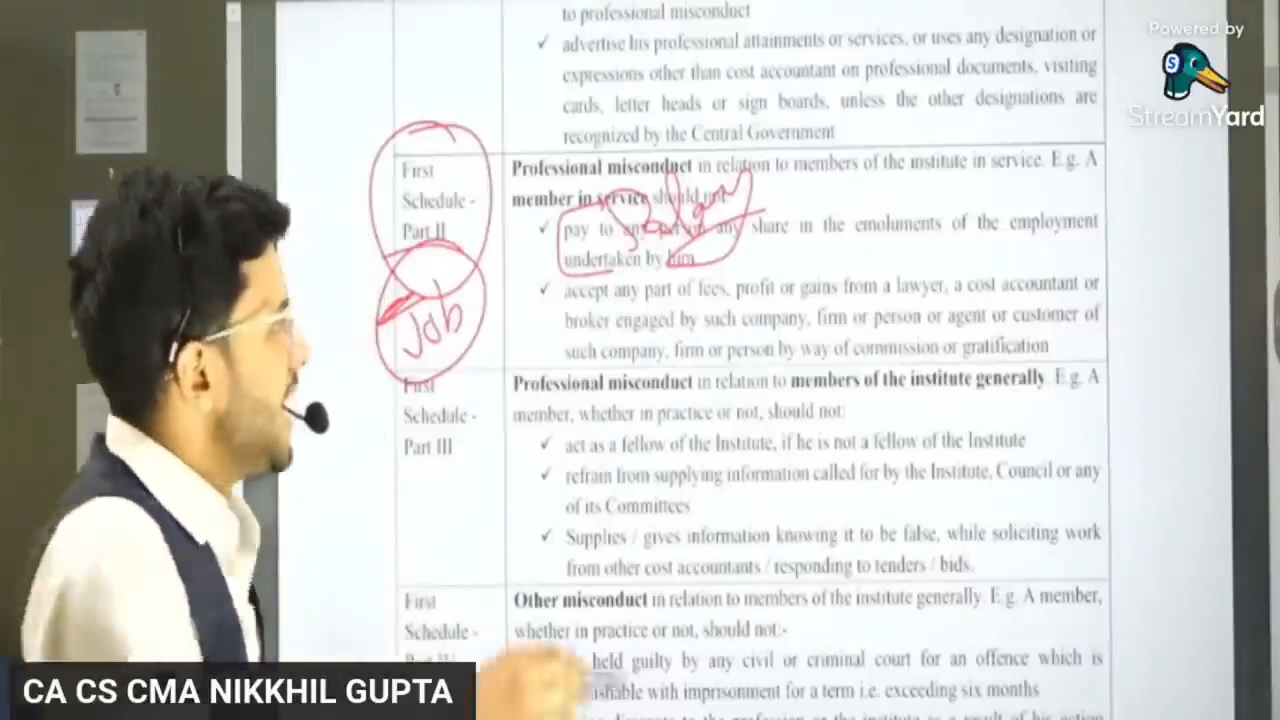 to professional misconduct
✓ advertise his professional attainments or services, or uses any designation or
expressions other than cost accountant on professional documents, visiting
cards, letter heads or sign boards, unless the other designations are
recognized by the Central Government
First
Schedule -
Part II
Job
Professional misconduct in relation to members of the institute in service. E.g. A
member in service should not
✓ pay to any person any share in the emoluments of the employment
undertaken by him
✓ accept any part of fees, profit or gains from a lawyer, a cost accountant or
broker engaged by such company, firm or person or agent or customer of
such company, firm or person by way of commission or gratification
First
Schedule -
Part III
Professional misconduct in relation to members of the institute generally. E.g. A
member, whether in practice or not, should not:
✓ act as a fellow of the Institute, if he is not a fellow of the Institute
✓ refrain from supplying information called for by the Institute, Council or any
of its Committees
✓ Supplies / gives information knowing it to be false, while soliciting work
from other cost accountants / responding to tenders / bids.
First
Schedule -
Other misconduct in relation to members of the institute generally. E.g. A member,
whether in practice or not, should not:-
held guilty by any civil or criminal court for an offence which is
with imprisonment for a term i.e. exceeding six months
Powered by
StreamYard
CA CS CMA NIKKHIL GUPTA